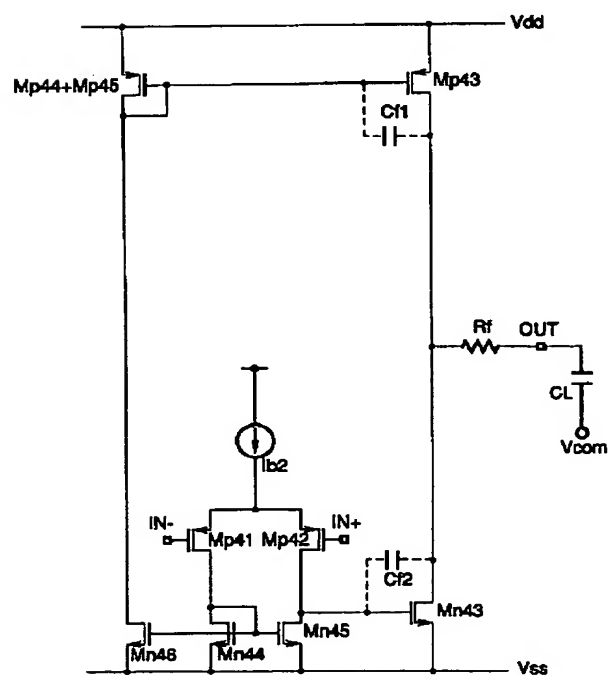 Vdd
Mp44+Mp45
Mp43
Cf1
Rf
OUT
CL
Vcom
Ib2
IN-
Mp41
Mp42
IN+
Cf2
Mn46
Mn44
Mn45
Mn43
Vss